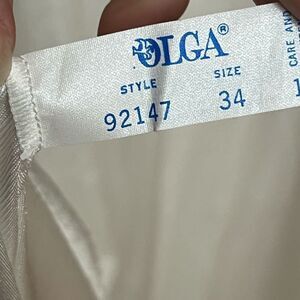 OLGA®
STYLE SIZE
92147 34
CARE AND